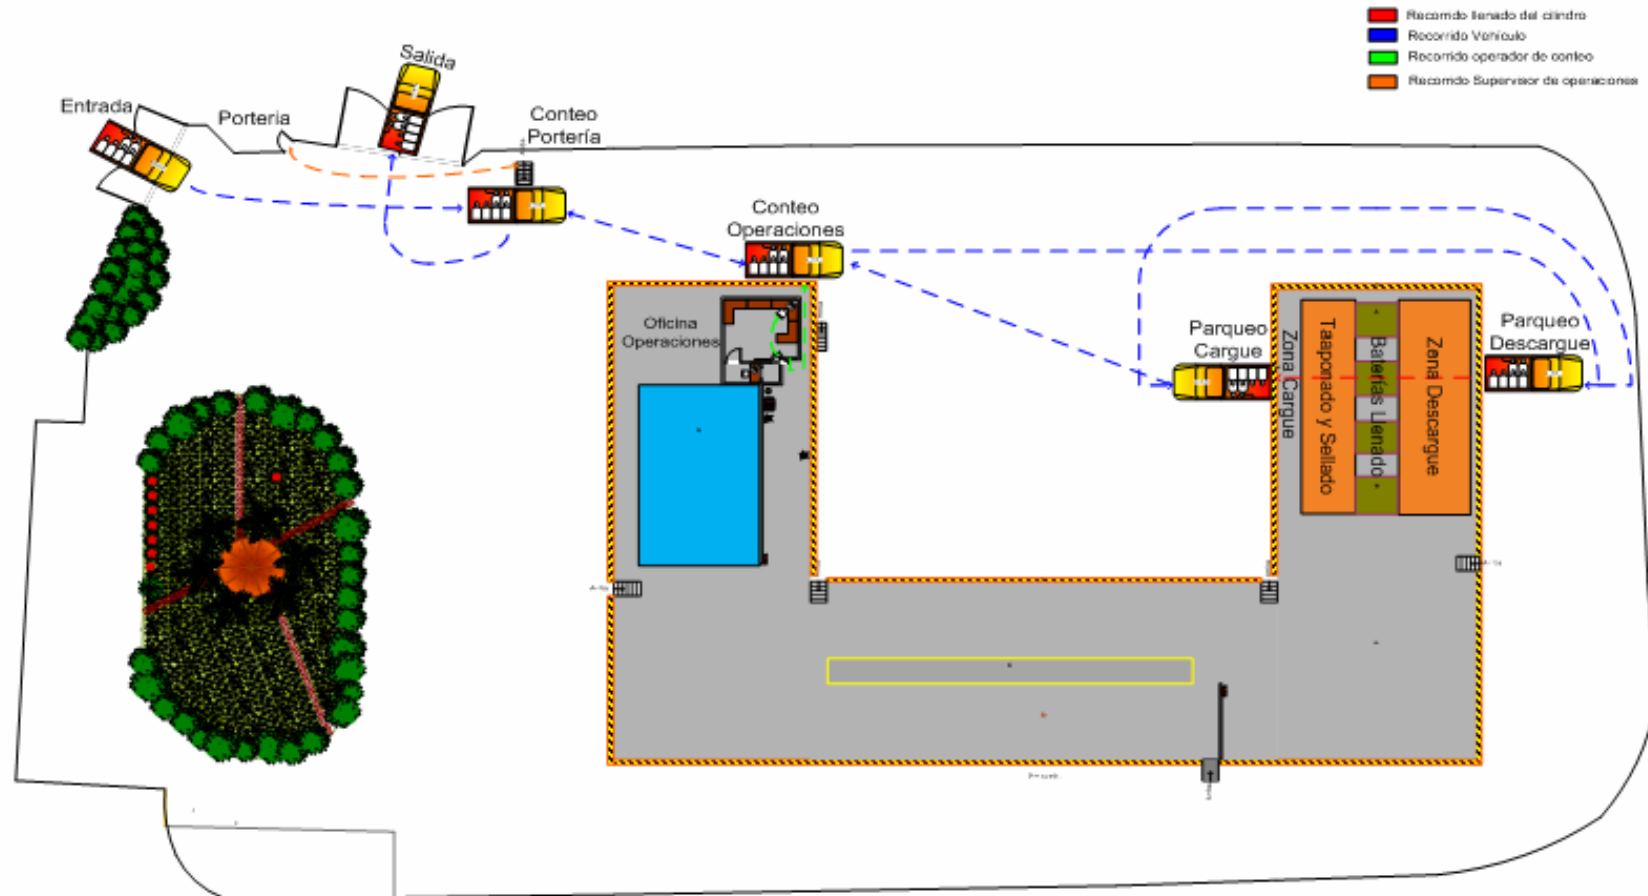 Recorrido llenado del cilindro
Recorrido Vehículo
Recorrido operador de conteo
Recorrido Supervisor de operaciones
Salida
Entrada
Porteria
Conteo
Portería
Conteo
Operaciones
Oficina
Operaciones
Parqueo
Cargue
Zona Cargue
Taaponado y Sellado
Baterías Llenado
Zona Descargue
Parqueo
Descargue